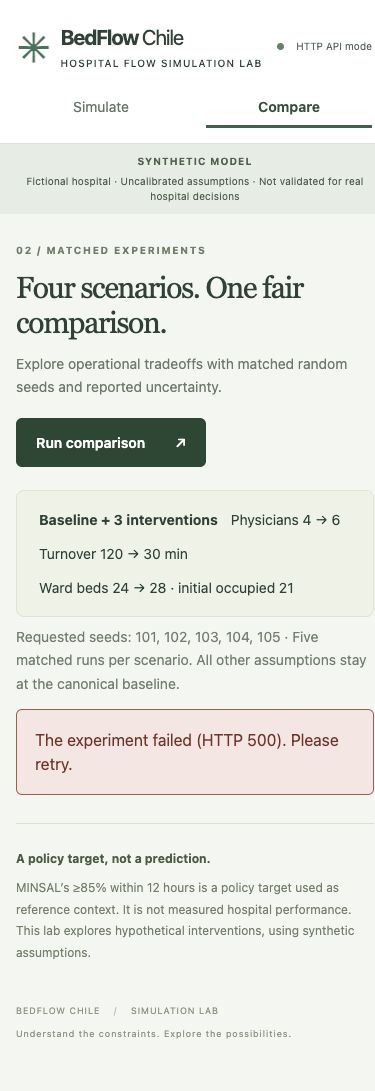 BedFlow Chile
HOSPITAL FLOW SIMULATION LAB
HTTP API mode
Simulate
Compare
SYNTHETIC MODEL
Fictional hospital · Uncalibrated assumptions · Not validated for real
hospital decisions
02 / MATCHED EXPERIMENTS
Four scenarios. One fair
comparison.
Explore operational tradeoffs with matched random
seeds and reported uncertainty.
Run comparison ↗
Baseline + 3 interventions Physicians 4 → 6
Turnover 120 → 30 min
Ward beds 24 → 28 · initial occupied 21
Requested seeds: 101, 102, 103, 104, 105 · Five
matched runs per scenario. All other assumptions stay
at the canonical baseline.
The experiment failed (HTTP 500). Please
retry.
A policy target, not a prediction.
MINSAL's ≥85% within 12 hours is a policy target used as
reference context. It is not measured hospital performance.
This lab explores hypothetical interventions, using synthetic
assumptions.
BEDFLOW CHILE / SIMULATION LAB
Understand the constraints. Explore the possibilities.